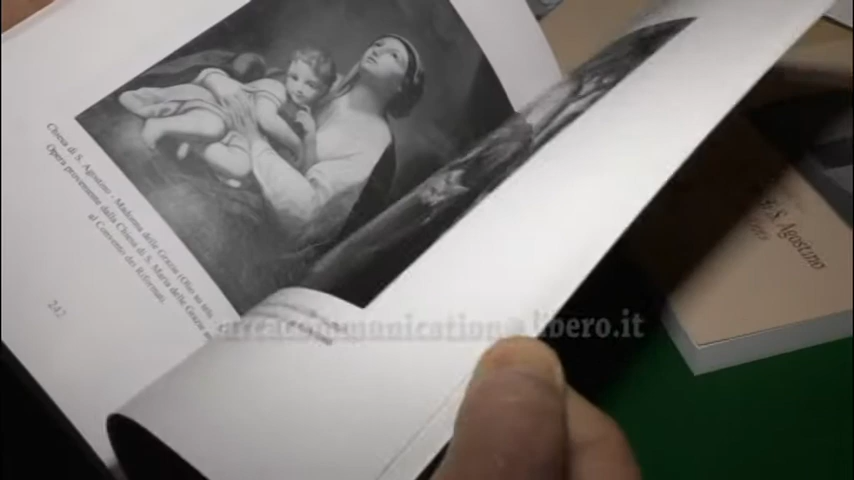 Chiesa di S. Agostino - Madonna delle Grazie (Olio su tela
Opera proveniente dalla Chiesa di S. Maria delle Grazie
al Convento dei Riformati.
242
S. Agostino
arcacommunication@libero.it